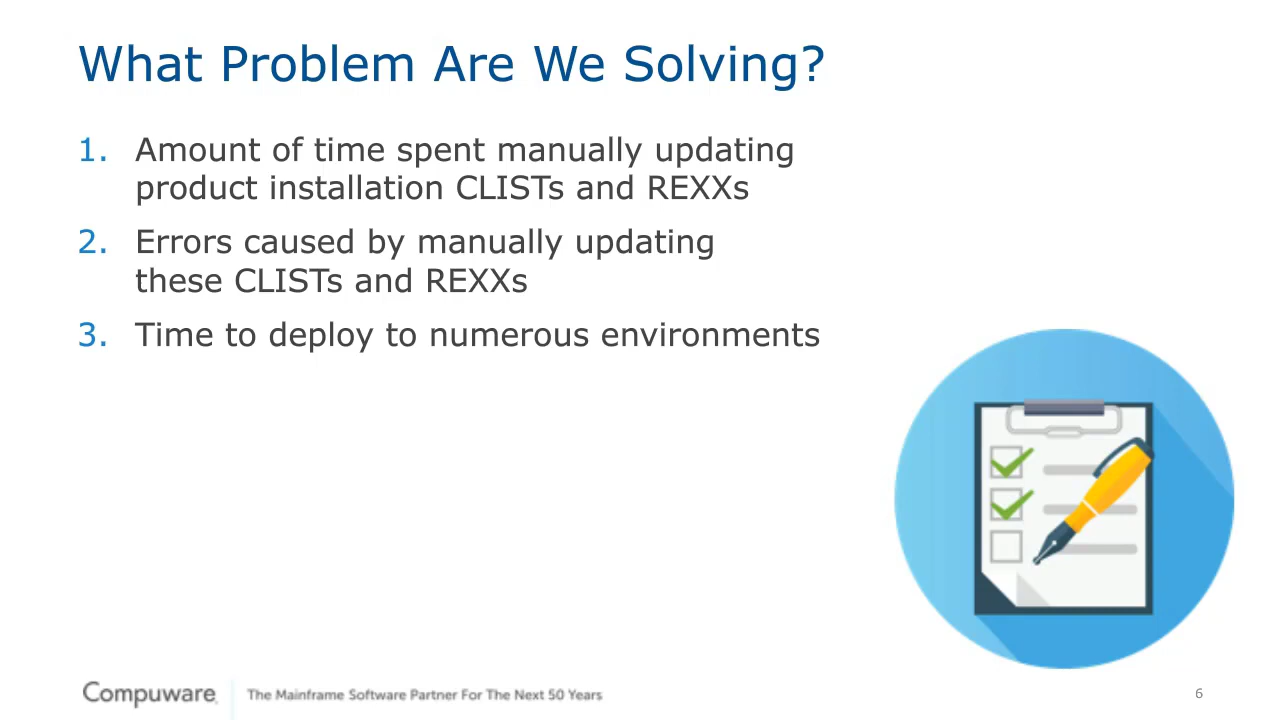 What Problem Are We Solving?
1. Amount of time spent manually updating
product installation CLISTs and REXXs
2. Errors caused by manually updating
these CLISTs and REXXs
3. Time to deploy to numerous environments
Compuware. The Mainframe Software Partner For The Next 50 Years
6